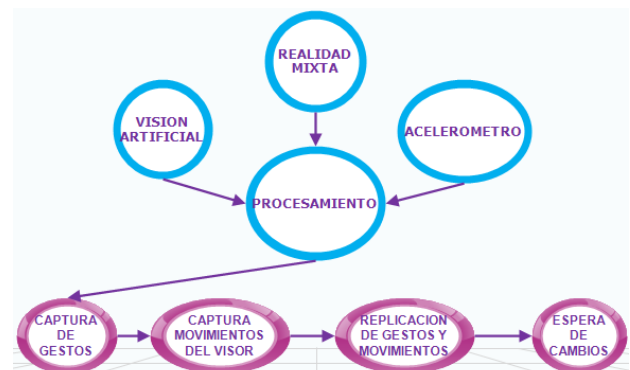 REALIDAD
MIXTA
VISION
ARTIFICIAL
ACELEROMETRO
PROCESAMIENTO
CAPTURA
DE
GESTOS
CAPTURA
MOVIMIENTOS
DEL VISOR
REPLICACION
DE GESTOS Y
MOVIMIENTOS
ESPERA
DE
CAMBIOS